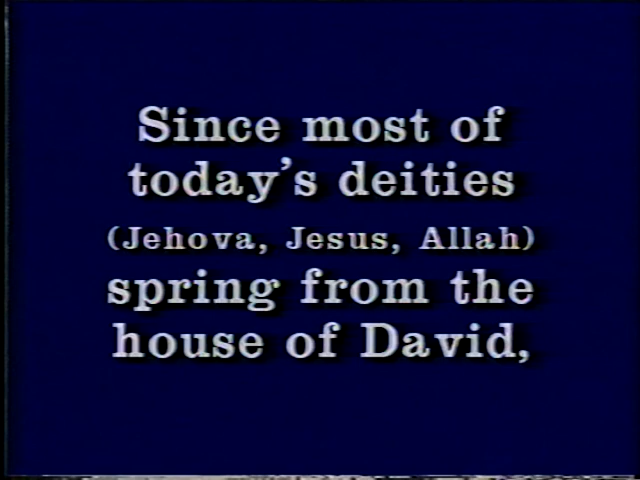 Since most of
today's deities
(Jehova, Jesus, Allah)
spring from the
house of David,